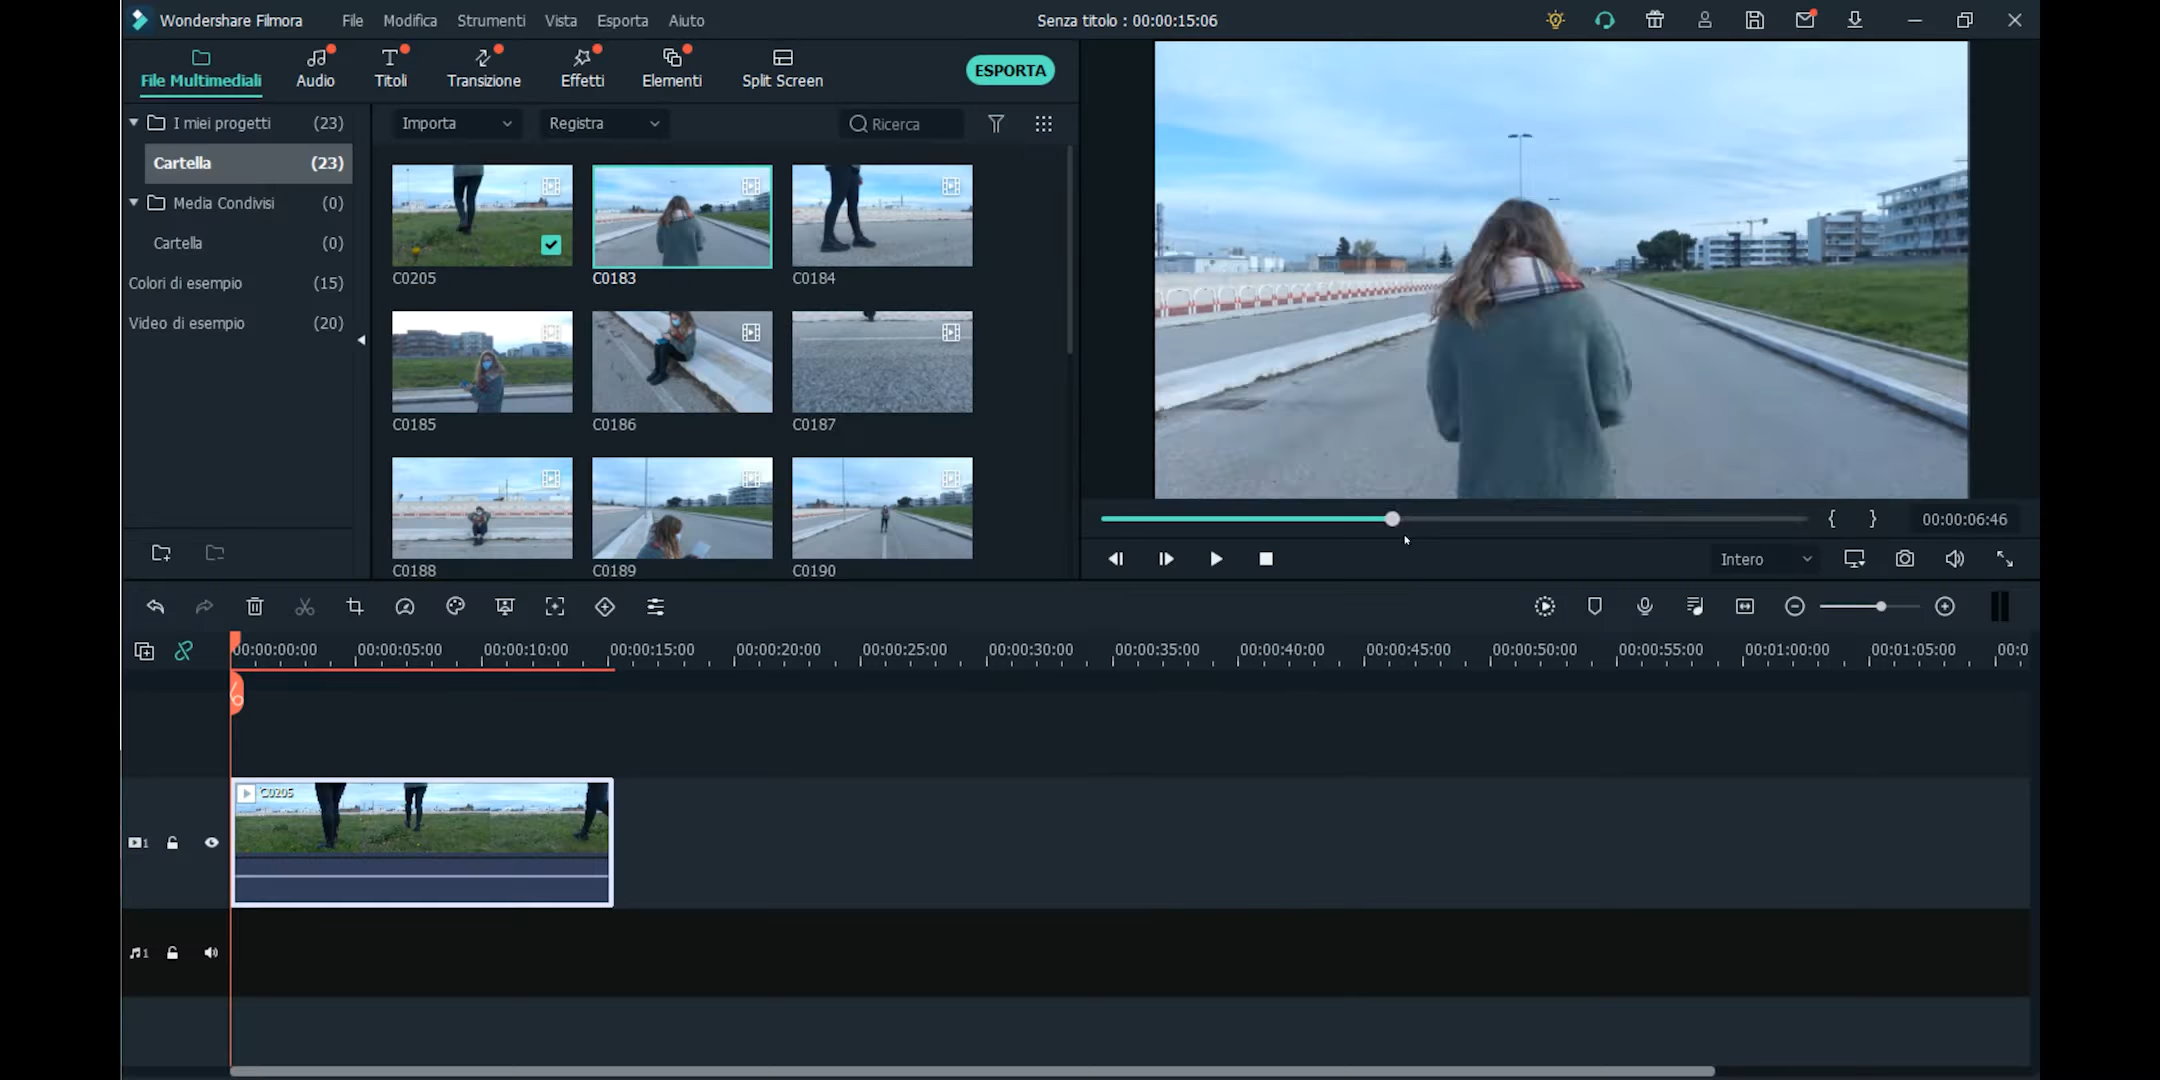 Wondershare Filmora File Modifica Strumenti Vista Esporta Aiuto Senza titolo : 00:00:15:06
File Multimediali Audio Titoli Transizione Effetti Elementi Split Screen ESPORTA
I miei progetti (23)
Cartella (23)
Media Condivisi (0)
Cartella (0)
Colori di esempio (15)
Video di esempio (20)
Importa Registra Ricerca
C0205 C0183 C0184
C0185 C0186 C0187
C0188 C0189 C0190
{ } 00:00:06:46
Intero
00:00:00:00 00:00:05:00 00:00:10:00 00:00:15:00 00:00:20:00 00:00:25:00 00:00:30:00 00:00:35:00 00:00:40:00 00:00:45:00 00:00:50:00 00:00:55:00 00:01:00:00 00:01:05:00 00:0
C0205
1
1